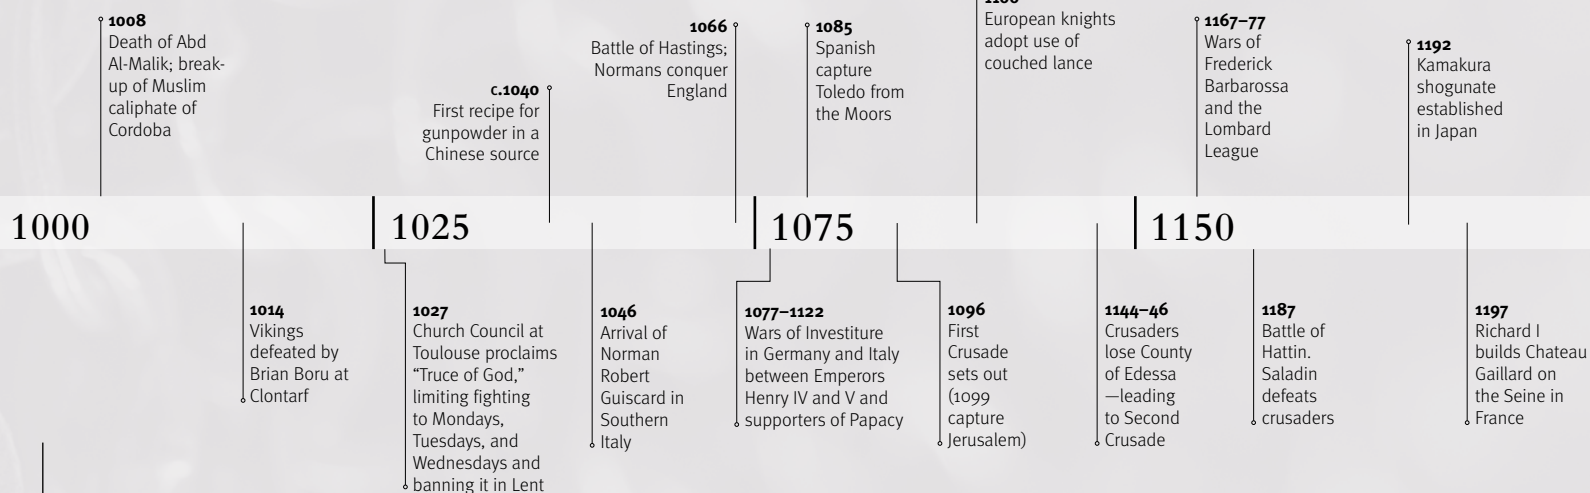 1008
Death of Abd
Al-Malik; break-
up of Muslim
caliphate of
Cordoba
c.1040
First recipe for
gunpowder in a
Chinese source
1066
Battle of Hastings;
Normans conquer
England
1085
Spanish
capture
Toledo from
the Moors
European knights
adopt use of
couched lance
1167–77
Wars of
Frederick
Barbarossa
and the
Lombard
League
1192
Kamakura
shogunate
established
in Japan
1000
1025
1075
1150
1014
Vikings
defeated by
Brian Boru at
Clontarf
1027
Church Council at
Toulouse proclaims
“Truce of God,”
limiting fighting
to Mondays,
Tuesdays, and
Wednesdays and
banning it in Lent
1046
Arrival of
Norman
Robert
Guiscard in
Southern
Italy
1077–1122
Wars of Investiture
in Germany and Italy
between Emperors
Henry IV and V and
supporters of Papacy
1096
First
Crusade
sets out
(1099
capture
Jerusalem)
1144–46
Crusaders
lose County
of Edessa
—leading
to Second
Crusade
1187
Battle of
Hattin.
Saladin
defeats
crusaders
1197
Richard I
builds Chateau
Gaillard on
the Seine in
France